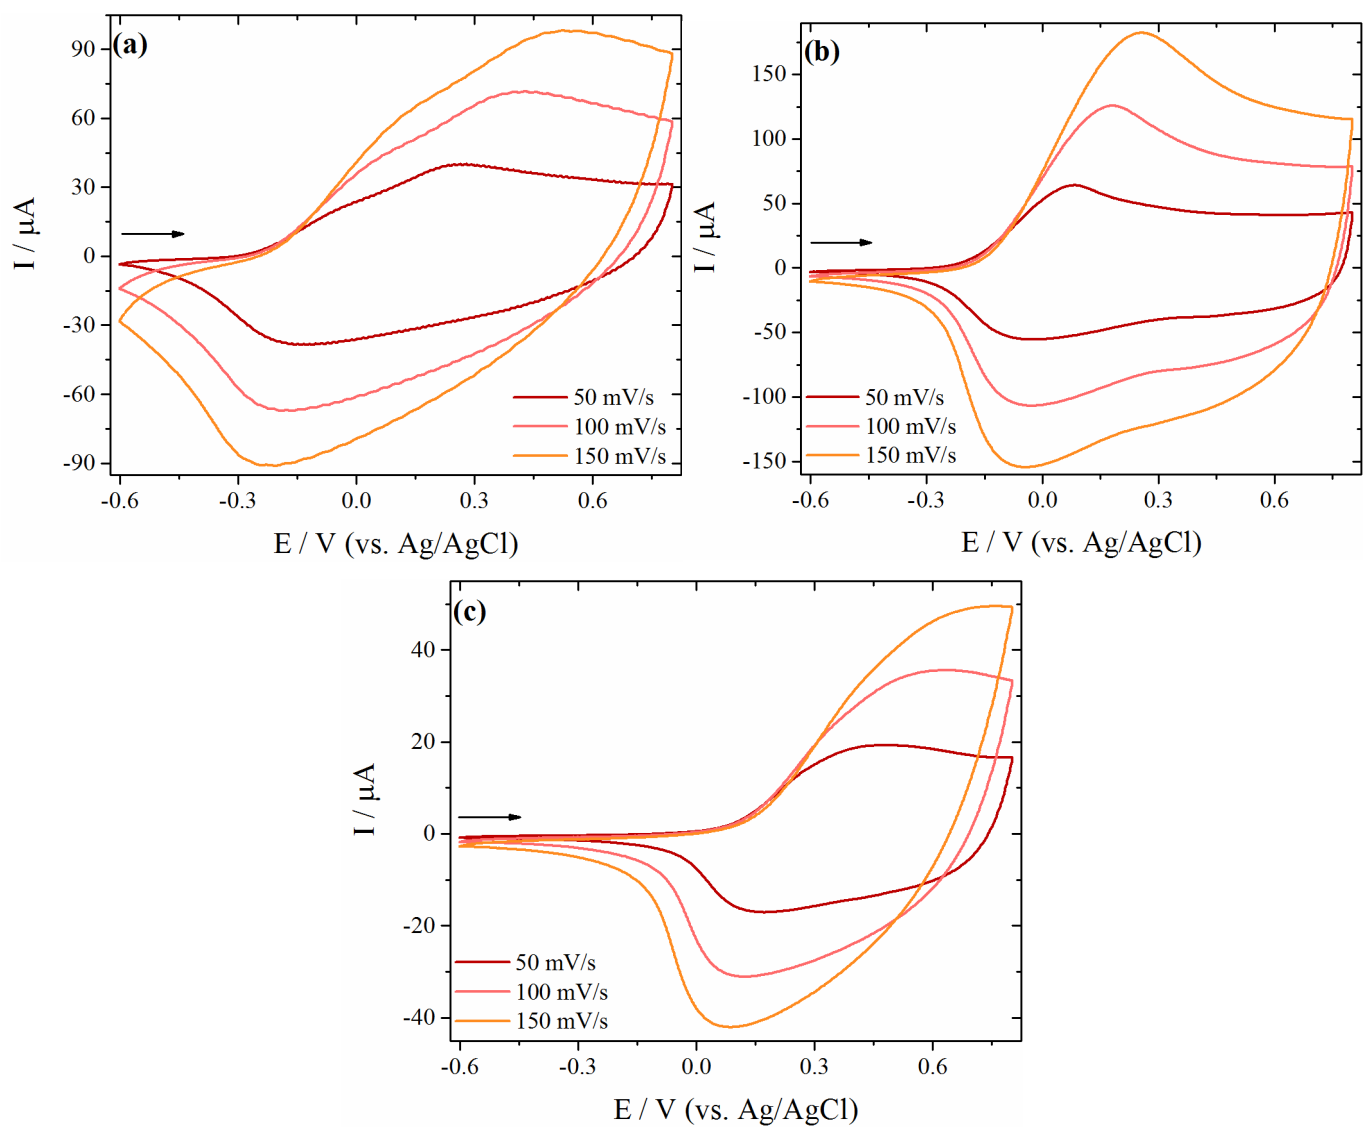 (a)
90
60
30
0
-30
-60
-90
I / μA
50 mV/s
100 mV/s
150 mV/s
-0.6
-0.3
0.0
0.3
0.6
E / V (vs. Ag/AgCl)
(b)
150
100
50
0
-50
-100
-150
I / μA
50 mV/s
100 mV/s
150 mV/s
-0.6
-0.3
0.0
0.3
0.6
E / V (vs. Ag/AgCl)
(c)
40
20
0
-20
-40
I / μA
50 mV/s
100 mV/s
150 mV/s
-0.6
-0.3
0.0
0.3
0.6
E / V (vs. Ag/AgCl)